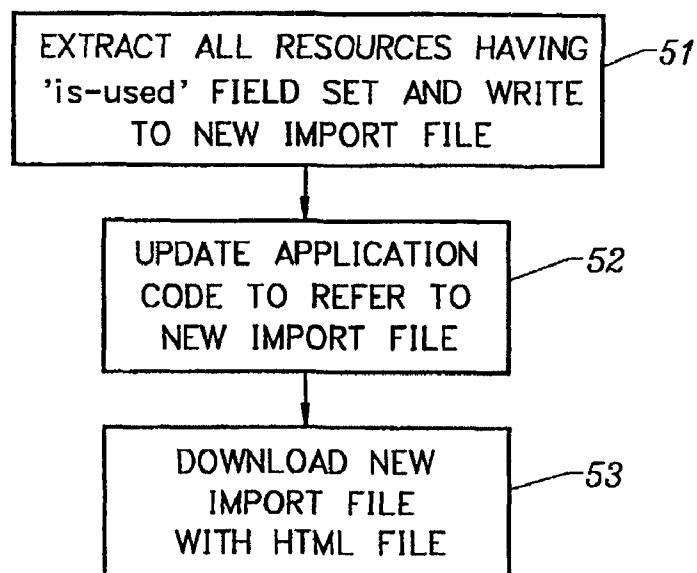 EXTRACT ALL RESOURCES HAVING
'is-used' FIELD SET AND WRITE
TO NEW IMPORT FILE
51
UPDATE APPLICATION
CODE TO REFER TO
NEW IMPORT FILE
52
DOWNLOAD NEW
IMPORT FILE
WITH HTML FILE
53